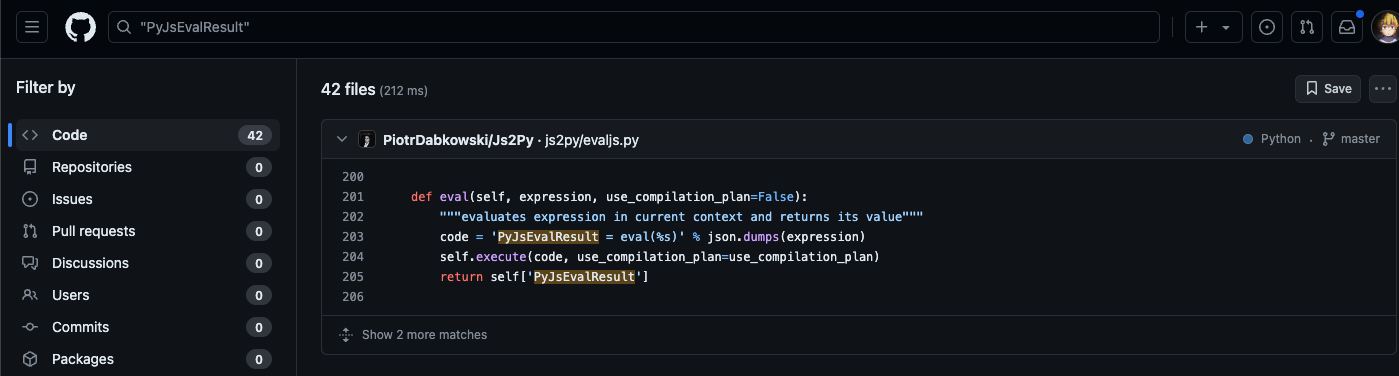 "PyJsEvalResult"
Filter by
Code 42
Repositories 0
Issues 0
Pull requests 0
Discussions 0
Users 0
Commits 0
Packages 0
42 files (212 ms)
Save
PiotrDabkowski/Js2Py · js2py/evaljs.py
Python · master
200
201 def eval(self, expression, use_compilation_plan=False):
202 """evaluates expression in current context and returns its value"""
203 code = 'PyJsEvalResult = eval(%s)' % json.dumps(expression)
204 self.execute(code, use_compilation_plan=use_compilation_plan)
205 return self['PyJsEvalResult']
206
Show 2 more matches